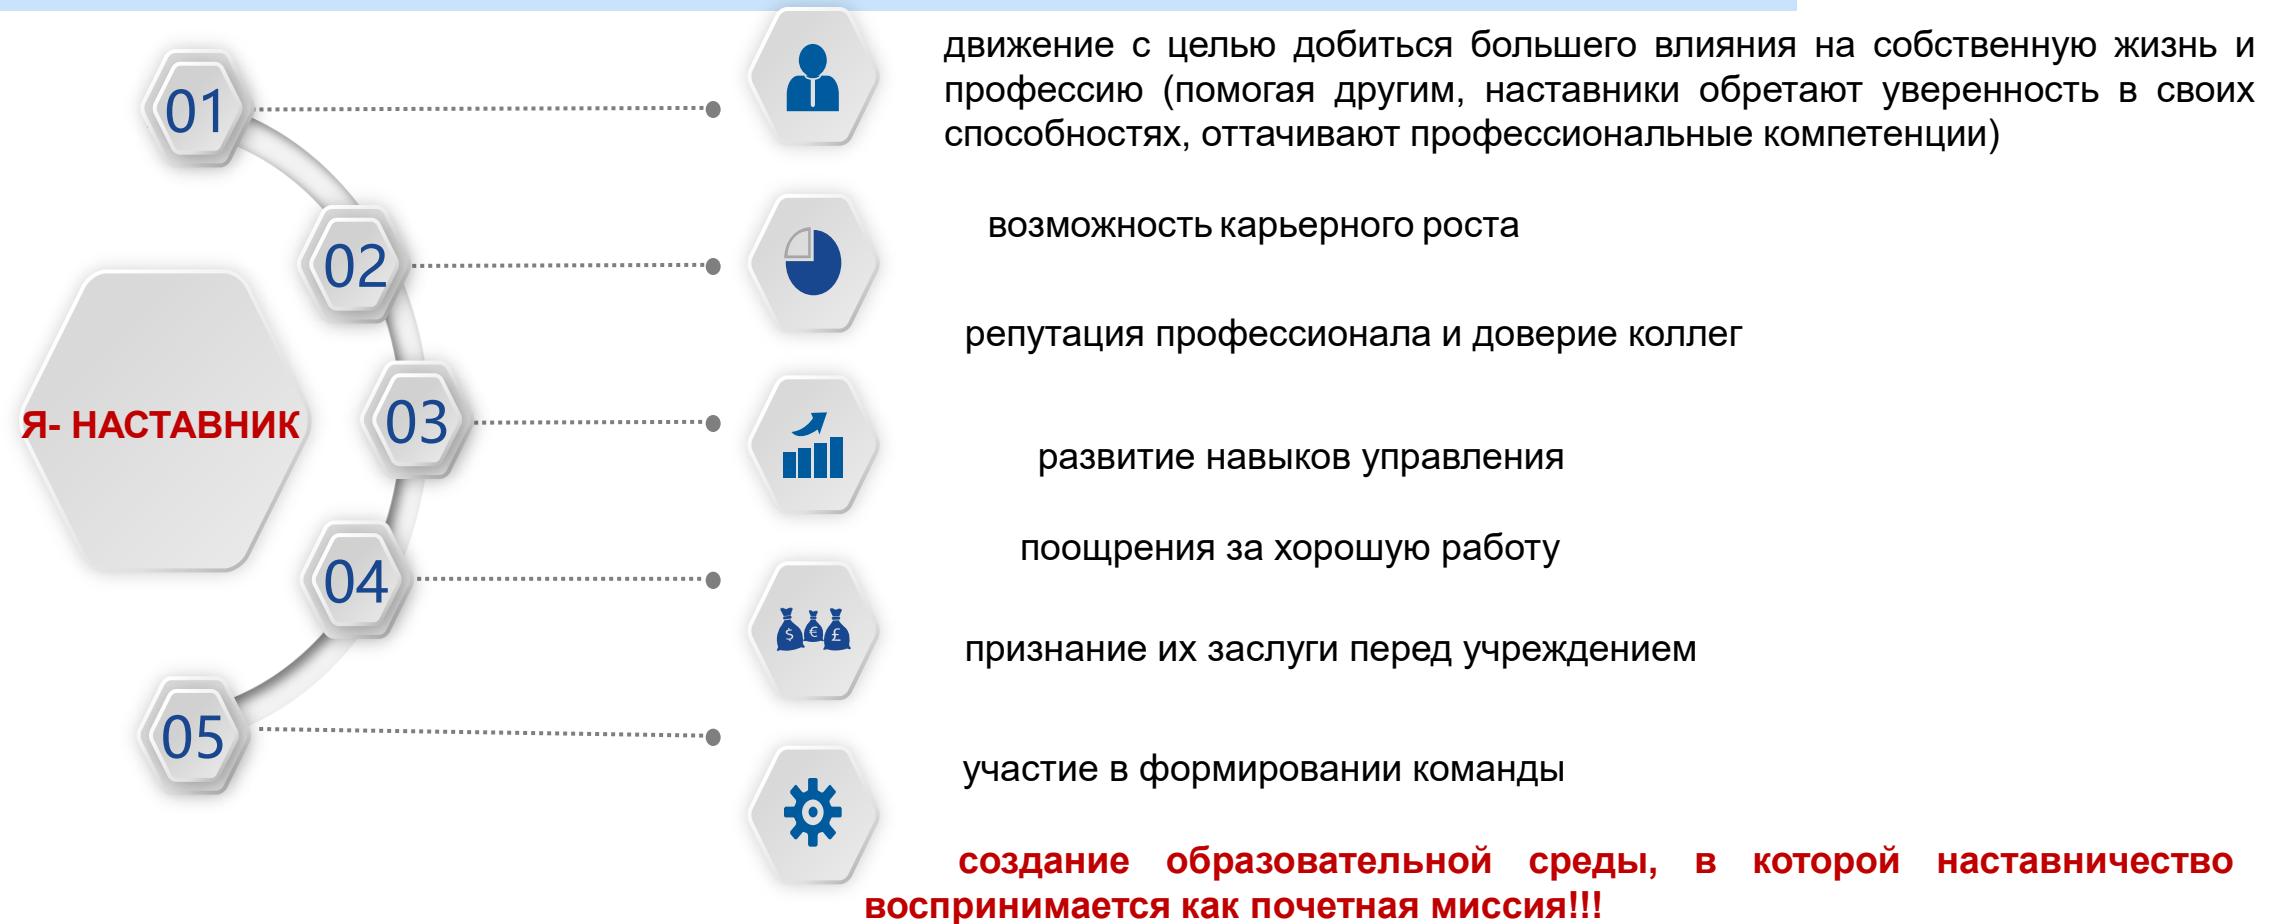 01
движение с целью добиться большего влияния на собственную жизнь и
профессию (помогая другим, наставники обретают уверенность в своих
способностях, оттачивают профессиональные компетенции)
02
возможность карьерного роста
репутация профессионала и доверие коллег
Я- НАСТАВНИК
03
развитие навыков управления
поощрения за хорошую работу
04
$ € £
признание их заслуги перед учреждением
05
участие в формировании команды
создание образовательной среды, в которой наставничество
воспринимается как почетная миссия!!!